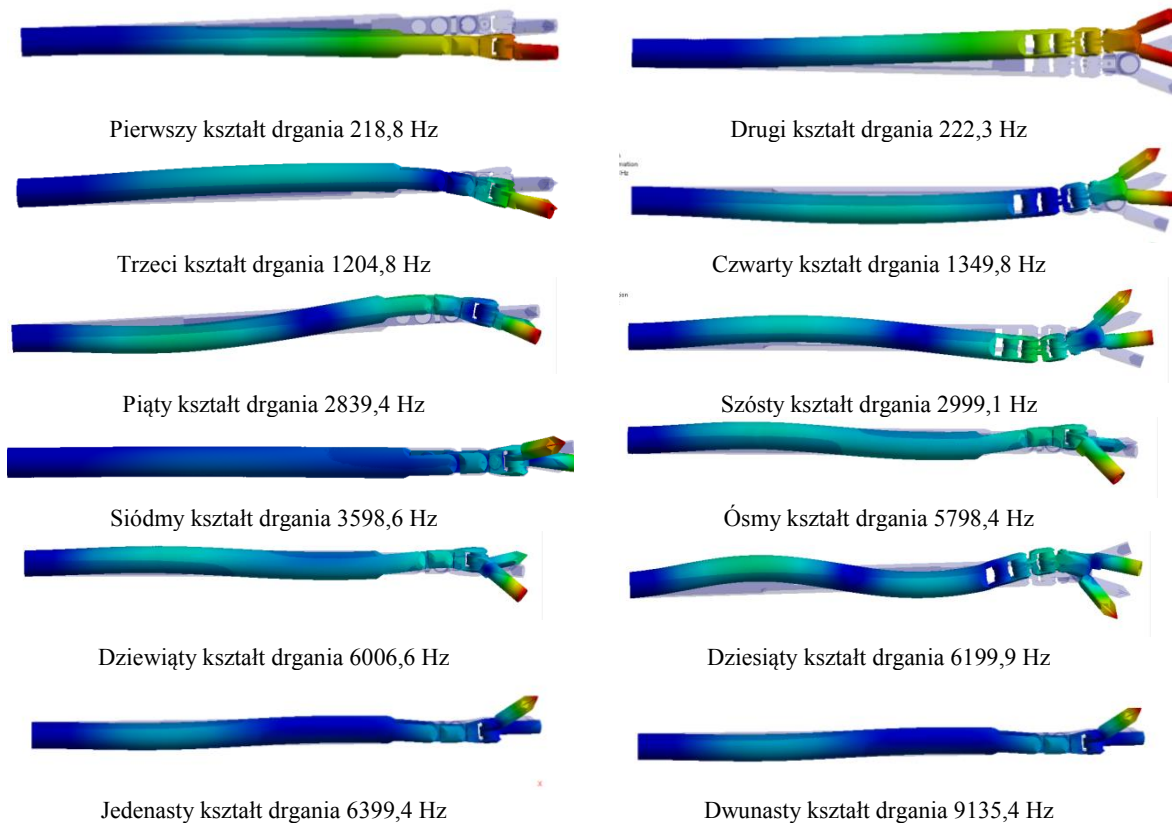 Pierwszy kształt drgania 218,8 Hz
Drugi kształt drgania 222,3 Hz
Trzeci kształt drgania 1204,8 Hz
Czwarty kształt drgania 1349,8 Hz
Piąty kształt drgania 2839,4 Hz
Szósty kształt drgania 2999,1 Hz
Siódmy kształt drgania 3598,6 Hz
Ósmy kształt drgania 5798,4 Hz
Dziewiąty kształt drgania 6006,6 Hz
Dziesiąty kształt drgania 6199,9 Hz
Jedenasty kształt drgania 6399,4 Hz
Dwunasty kształt drgania 9135,4 Hz